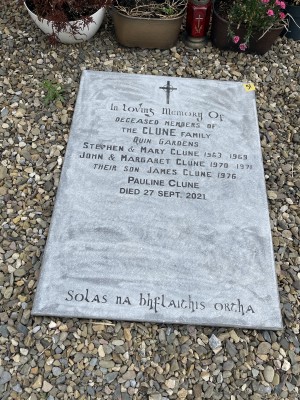 In Loving Memory Of
DECEASED MEMBERS OF
THE CLUNE FAMILY
QUIN GARDENS
STEPHEN & MARY CLUNE 1963 1969
JOHN & MARGARET CLUNE 1970 1971
THEIR SON JAMES CLUNE 1976
PAULINE CLUNE
DIED 27 SEPT. 2021
Solas na bhflaithis ortha